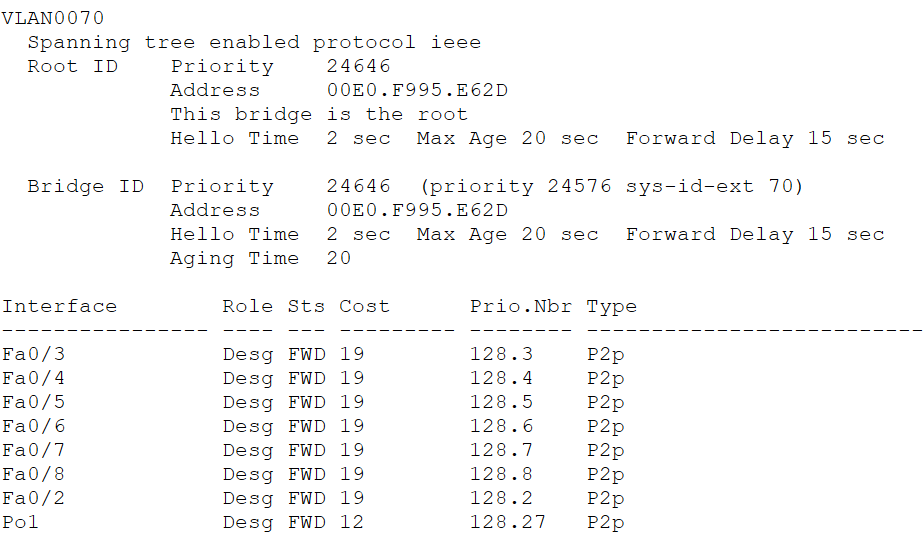 VLAN0070
  Spanning tree enabled protocol ieee
  Root ID    Priority    24646
             Address     00E0.F995.E62D
             This bridge is the root
             Hello Time  2 sec  Max Age 20 sec  Forward Delay 15 sec

  Bridge ID  Priority    24646  (priority 24576 sys-id-ext 70)
             Address     00E0.F995.E62D
             Hello Time  2 sec  Max Age 20 sec  Forward Delay 15 sec
             Aging Time  20

Interface        Role Sts Cost      Prio.Nbr Type
---------------- ---- --- --------- -------- --------------------------
Fa0/3            Desg FWD 19        128.3    P2p
Fa0/4            Desg FWD 19        128.4    P2p
Fa0/5            Desg FWD 19        128.5    P2p
Fa0/6            Desg FWD 19        128.6    P2p
Fa0/7            Desg FWD 19        128.7    P2p
Fa0/8            Desg FWD 19        128.8    P2p
Fa0/2            Desg FWD 19        128.2    P2p
Po1              Desg FWD 12        128.27   P2p